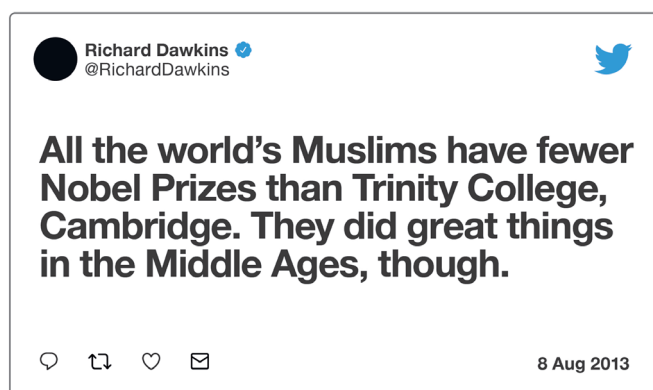 Richard Dawkins
@RichardDawkins
All the world’s Muslims have fewer
Nobel Prizes than Trinity College,
Cambridge. They did great things
in the Middle Ages, though.
8 Aug 2013